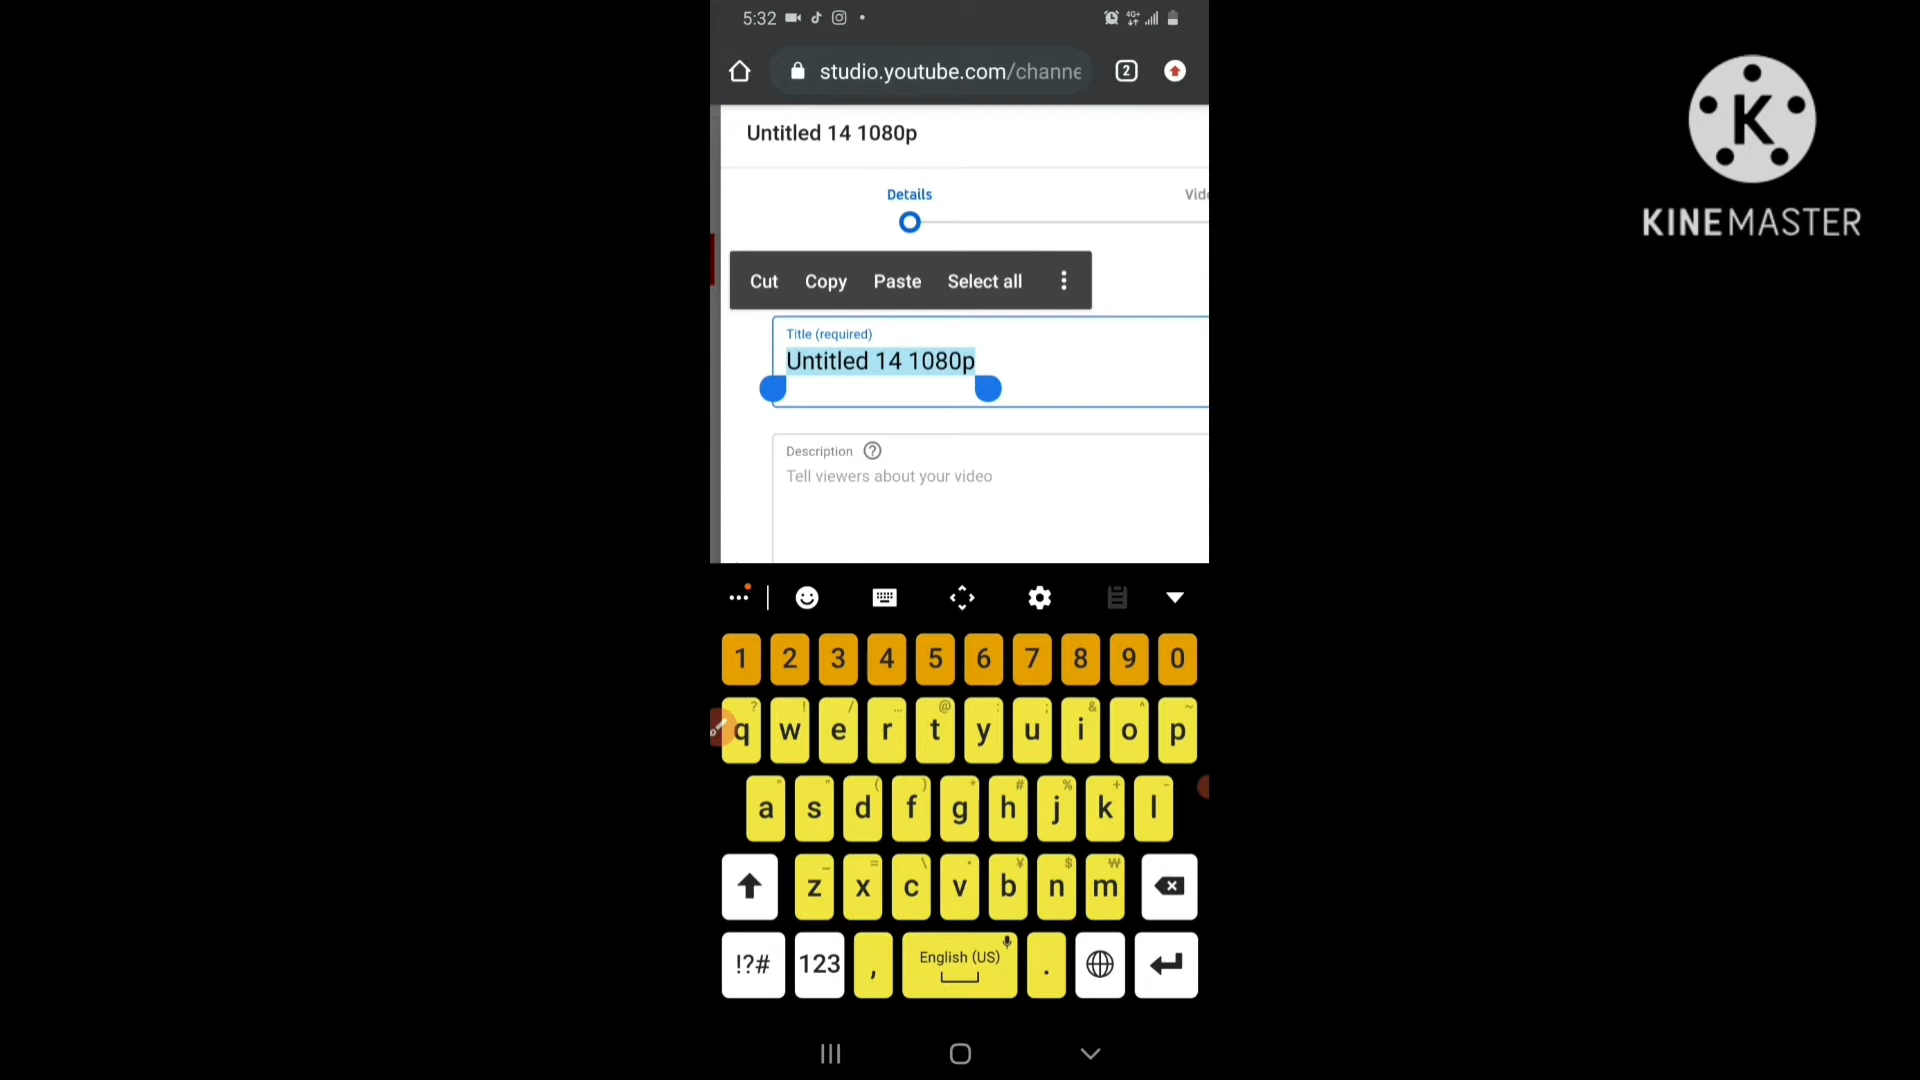 5:32
4G+
studio.youtube.com/channe
2
K
KINEMASTER
Untitled 14 1080p
Details
Vide
Cut Copy Paste Select all
Title (required)
Untitled 14 1080p
Description ?
Tell viewers about your video
1 2 3 4 5 6 7 8 9 0
? ! / ... @ : ; & ^ ~
q w e r t y u i o p
( ) * # % + -
a s d f g h j k l
_ = \ ¥ $ ₩
z x c v b n m
!?# 123 , English (US) .